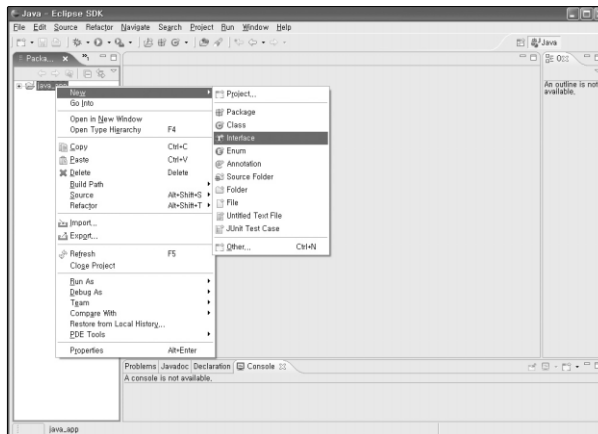 Java - Eclipse SDK
File Edit Source Refactor Navigate Search Project Run Window Help
Java
Packa...
java_app
An outline is not
available.
New
Go Into
Open in New Window
Open Type Hierarchy F4
Copy Ctrl+C
Paste Ctrl+V
Delete Delete
Build Path
Source Alt+Shift+S
Refactor Alt+Shift+T
Import...
Export...
Refresh F5
Close Project
Run As
Debug As
Team
Compare With
Restore from Local History...
PDE Tools
Properties Alt+Enter
Project...
Package
Class
Interface
Enum
Annotation
Source Folder
Folder
File
Untitled Text File
JUnit Test Case
Other... Ctrl+N
Problems Javadoc Declaration Console
A console is not available.
java_app